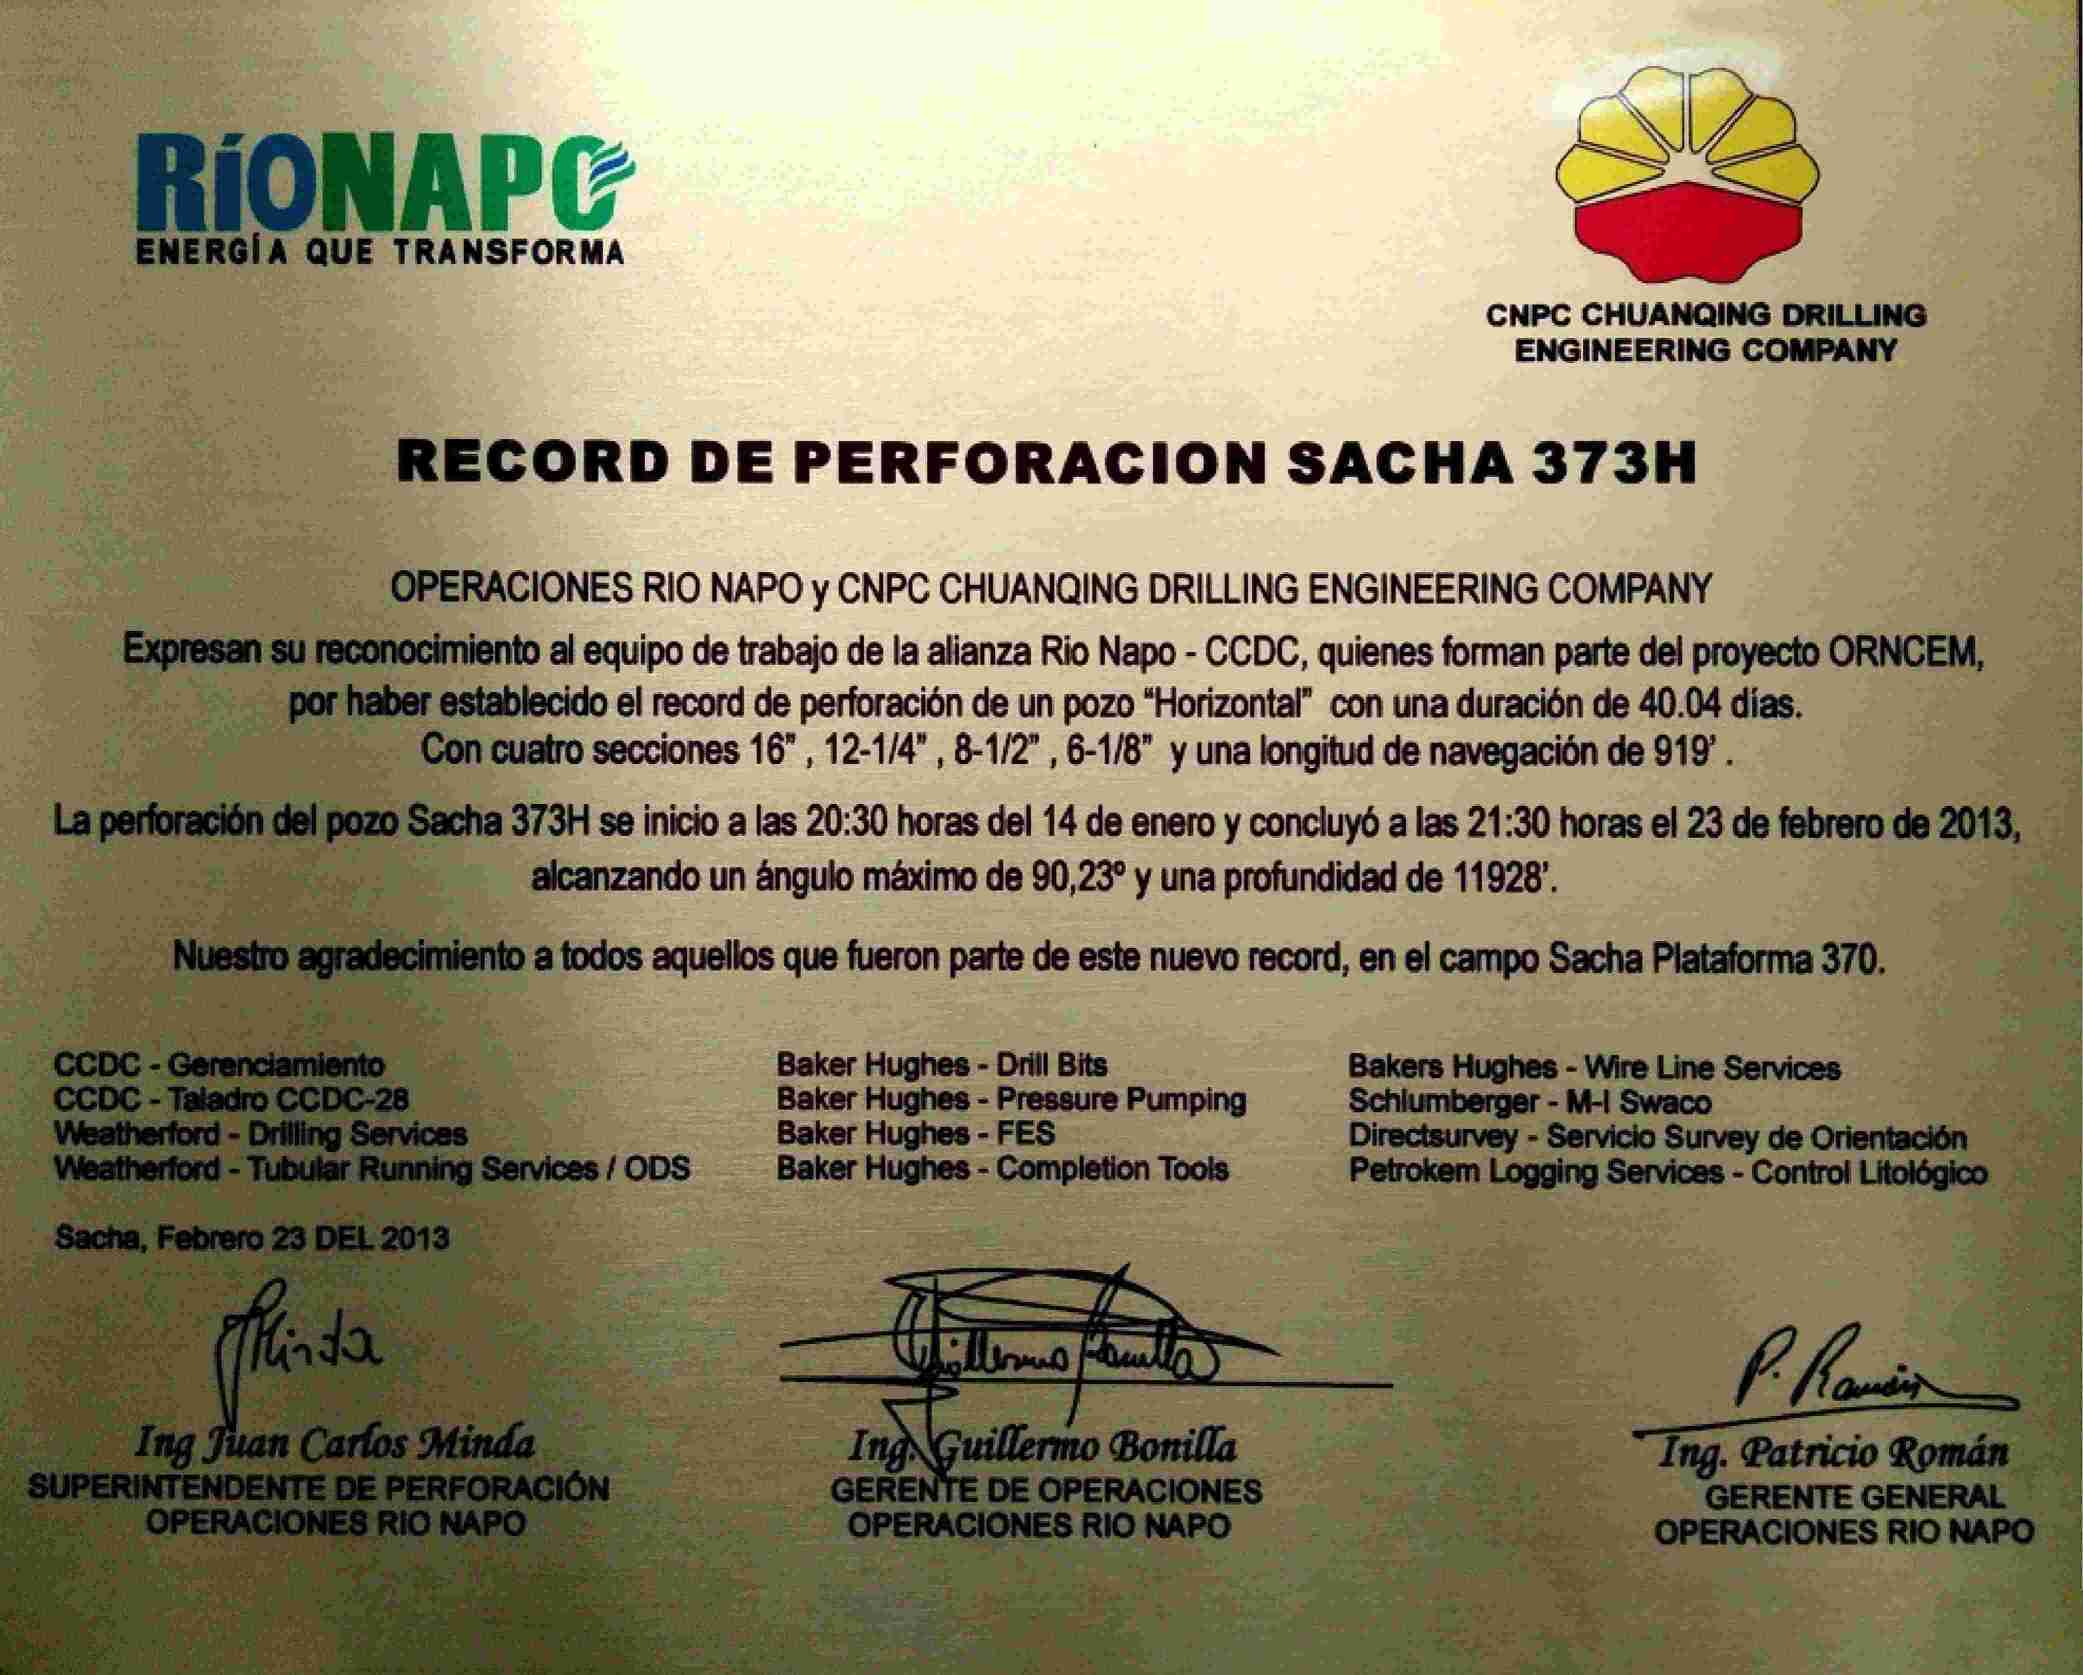 RíONAPO
ENERGÍA QUE TRANSFORMA
CNPC CHUANQING DRILLING
ENGINEERING COMPANY
RECORD DE PERFORACION SACHA 373H
OPERACIONES RIO NAPO y CNPC CHUANQING DRILLING ENGINEERING COMPANY
Expresan su reconocimiento al equipo de trabajo de la alianza Rio Napo - CCDC, quienes forman parte del proyecto ORNCEM,
por haber establecido el record de perforación de un pozo “Horizontal” con una duración de 40.04 días.
Con cuatro secciones 16” , 12-1/4” , 8-1/2” , 6-1/8” y una longitud de navegación de 919’ .
La perforación del pozo Sacha 373H se inicio a las 20:30 horas del 14 de enero y concluyó a las 21:30 horas el 23 de febrero de 2013,
alcanzando un ángulo máximo de 90,23º y una profundidad de 11928’.
Nuestro agradecimiento a todos aquellos que fueron parte de este nuevo record, en el campo Sacha Plataforma 370.
CCDC - Gerenciamiento
CCDC - Taladro CCDC-28
Weatherford - Drilling Services
Weatherford - Tubular Running Services / ODS
Baker Hughes - Drill Bits
Baker Hughes - Pressure Pumping
Baker Hughes - FES
Baker Hughes - Completion Tools
Bakers Hughes - Wire Line Services
Schlumberger - M-I Swaco
Directsurvey - Servicio Survey de Orientación
Petrokem Logging Services - Control Litológico
Sacha, Febrero 23 DEL 2013
JMinda
Guillermo Bonilla
P. Román
Ing Juan Carlos Minda
SUPERINTENDENTE DE PERFORACIÓN
OPERACIONES RIO NAPO
Ing. Guillermo Bonilla
GERENTE DE OPERACIONES
OPERACIONES RIO NAPO
Ing. Patricio Román
GERENTE GENERAL
OPERACIONES RIO NAPO